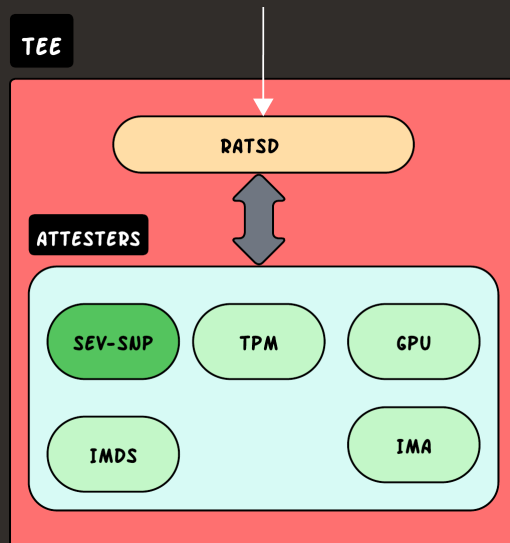 TEE
RATSD
ATTESTERS
SEV-SNP
TPM
GPU
IMDS
IMA